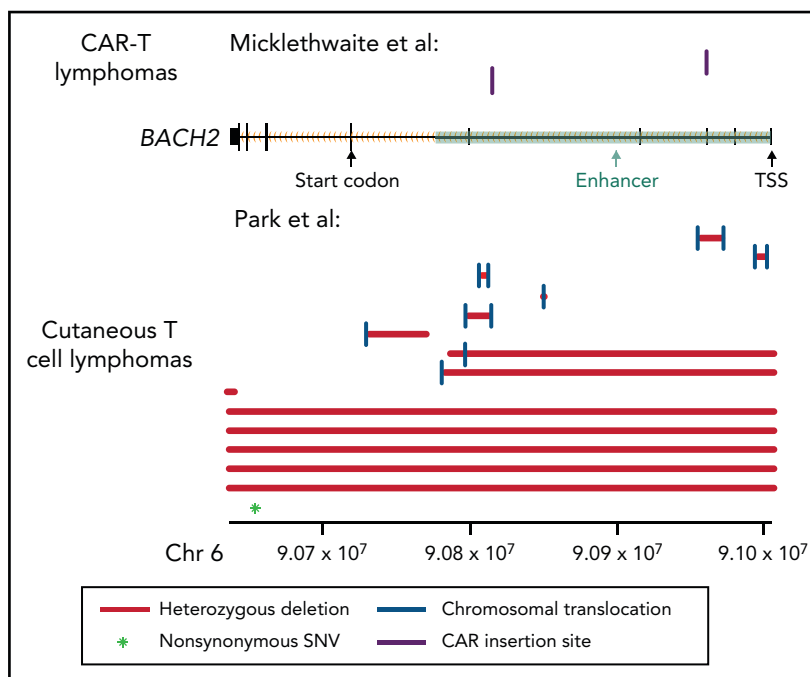 CAR-T
lymphomas
Micklethwaite et al:
BACH2
Start codon
Enhancer
TSS
Park et al:
Cutaneous T
cell lymphomas
Chr 6
9.07 x 10⁷
9.08 x 10⁷
9.09 x 10⁷
9.10 x 10⁷
Heterozygous deletion
Chromosomal translocation
Nonsynonymous SNV
CAR insertion site